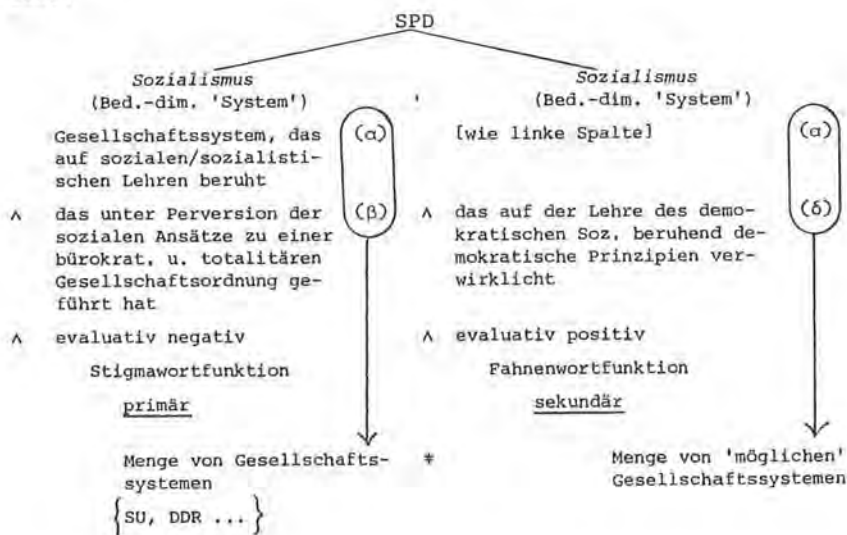 SPD
Sozialismus
(Bed.-dim. 'System')
Gesellschaftssystem, das (α)
auf sozialen/sozialisti-
schen Lehren beruht
∧ das unter Perversion der (β)
sozialen Ansätze zu einer
bürokrat. u. totalitären
Gesellschaftsordnung ge-
führt hat
∧ evaluativ negativ
Stigmawortfunktion
primär
Menge von Gesellschafts- ≠
systemen
{SU, DDR ...}
Sozialismus
(Bed.-dim. 'System')
[wie linke Spalte] (α)
∧ das auf der Lehre des demo- (δ)
kratischen Soz. beruhend de-
mokratische Prinzipien ver-
wirklicht
∧ evaluativ positiv
Fahnenwortfunktion
sekundär
Menge von 'möglichen'
Gesellschaftssystemen